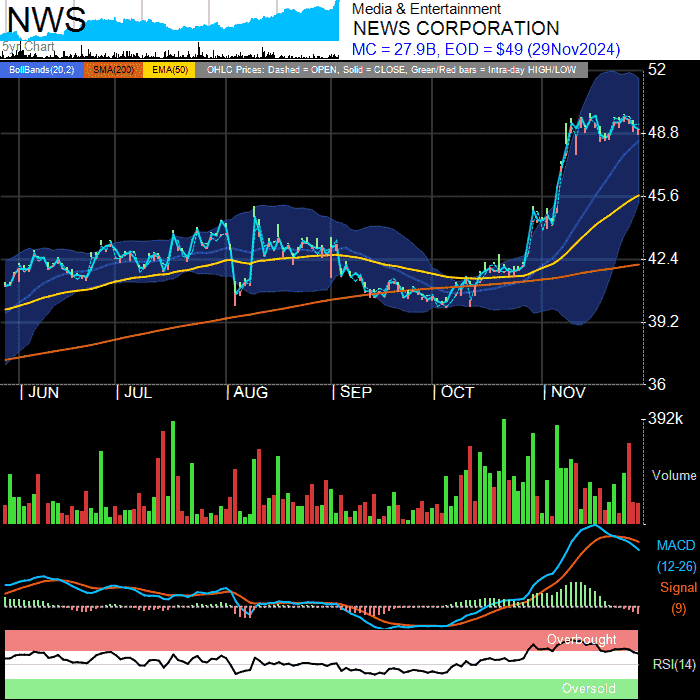 NWS
5yr Chart
Media & Entertainment
NEWS CORPORATION
MC = 27.9B, EOD = $49 (29Nov2024)
BollBands(20,2) SMA(200) EMA(50) OHLC Prices: Dashed = OPEN, Solid = CLOSE, Green/Red bars = Intra-day HIGH/LOW
52
48.8
45.6
42.4
39.2
36
| JUN | JUL | AUG | SEP | OCT | NOV
392k
Volume
MACD
(12-26)
Signal
(9)
Overbought
RSI(14)
Oversold